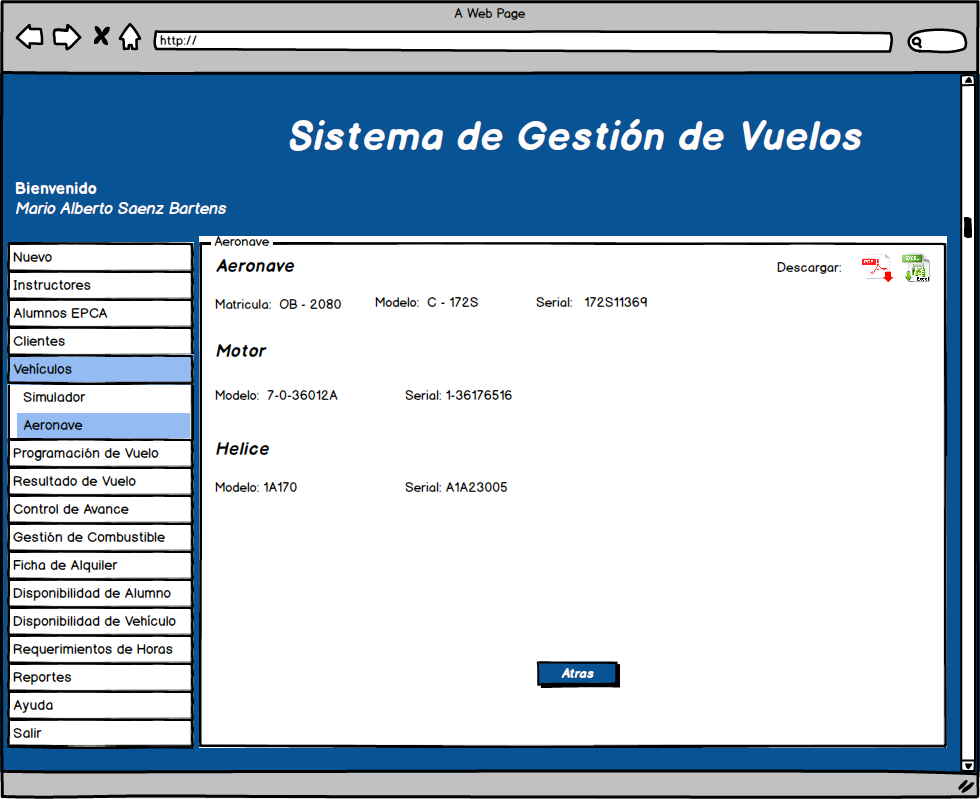 A Web Page
http://
Sistema de Gestión de Vuelos
Bienvenido
Mario Alberto Saenz Bartens
Nuevo
Instructores
Alumnos EPCA
Clientes
Vehículos
Simulador
Aeronave
Programación de Vuelo
Resultado de Vuelo
Control de Avance
Gestión de Combustible
Ficha de Alquiler
Disponibilidad de Alumno
Disponibilidad de Vehículo
Requerimientos de Horas
Reportes
Ayuda
Salir
Aeronave
Aeronave
Descargar:
Matricula: OB - 2080 Modelo: C - 172S Serial: 172S11369
Motor
Modelo: 7-0-36012A Serial: 1-36176516
Helice
Modelo: 1A170 Serial: A1A23005
Atras